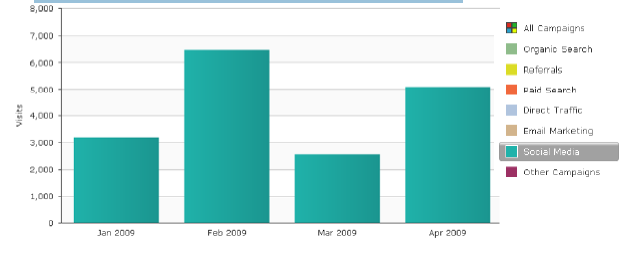 8,000
7,000
6,000
5,000
4,000
3,000
2,000
1,000
0
Visits
Jan 2009
Feb 2009
Mar 2009
Apr 2009
All Campaigns
Organic Search
Referrals
Paid Search
Direct Traffic
Email Marketing
Social Media
Other Campaigns